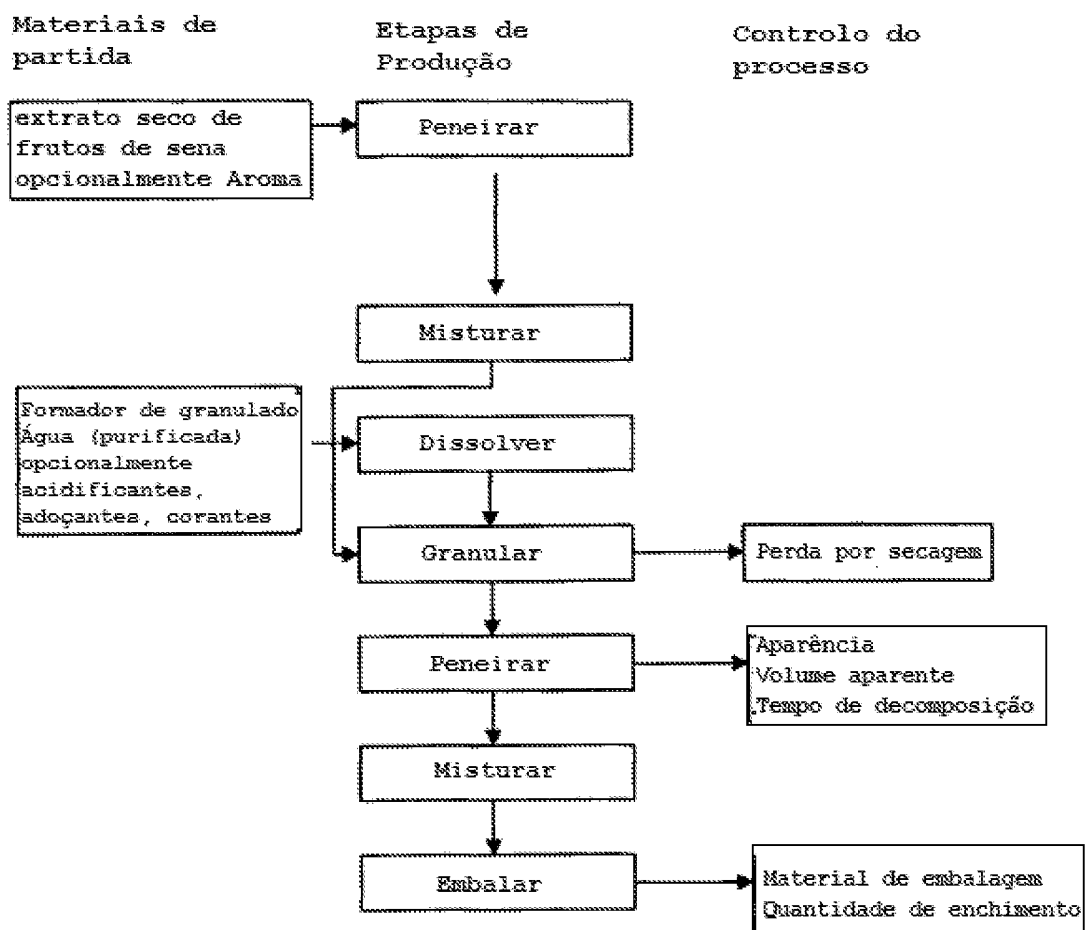 Materiais de
partida
Etapas de
Produção
Controlo do
processo
extrato seco de
frutos de sena
opcionalmente Aroma
Peneirar
Misturar
Formador de granulado
Água (purificada)
opcionalmente
acidificantes,
adoçantes, corantes
Dissolver
Granular
Perda por secagem
Peneirar
Aparência
Volume aparente
Tempo de decomposição
Misturar
Embalar
Material de embalagem
Quantidade de enchimento